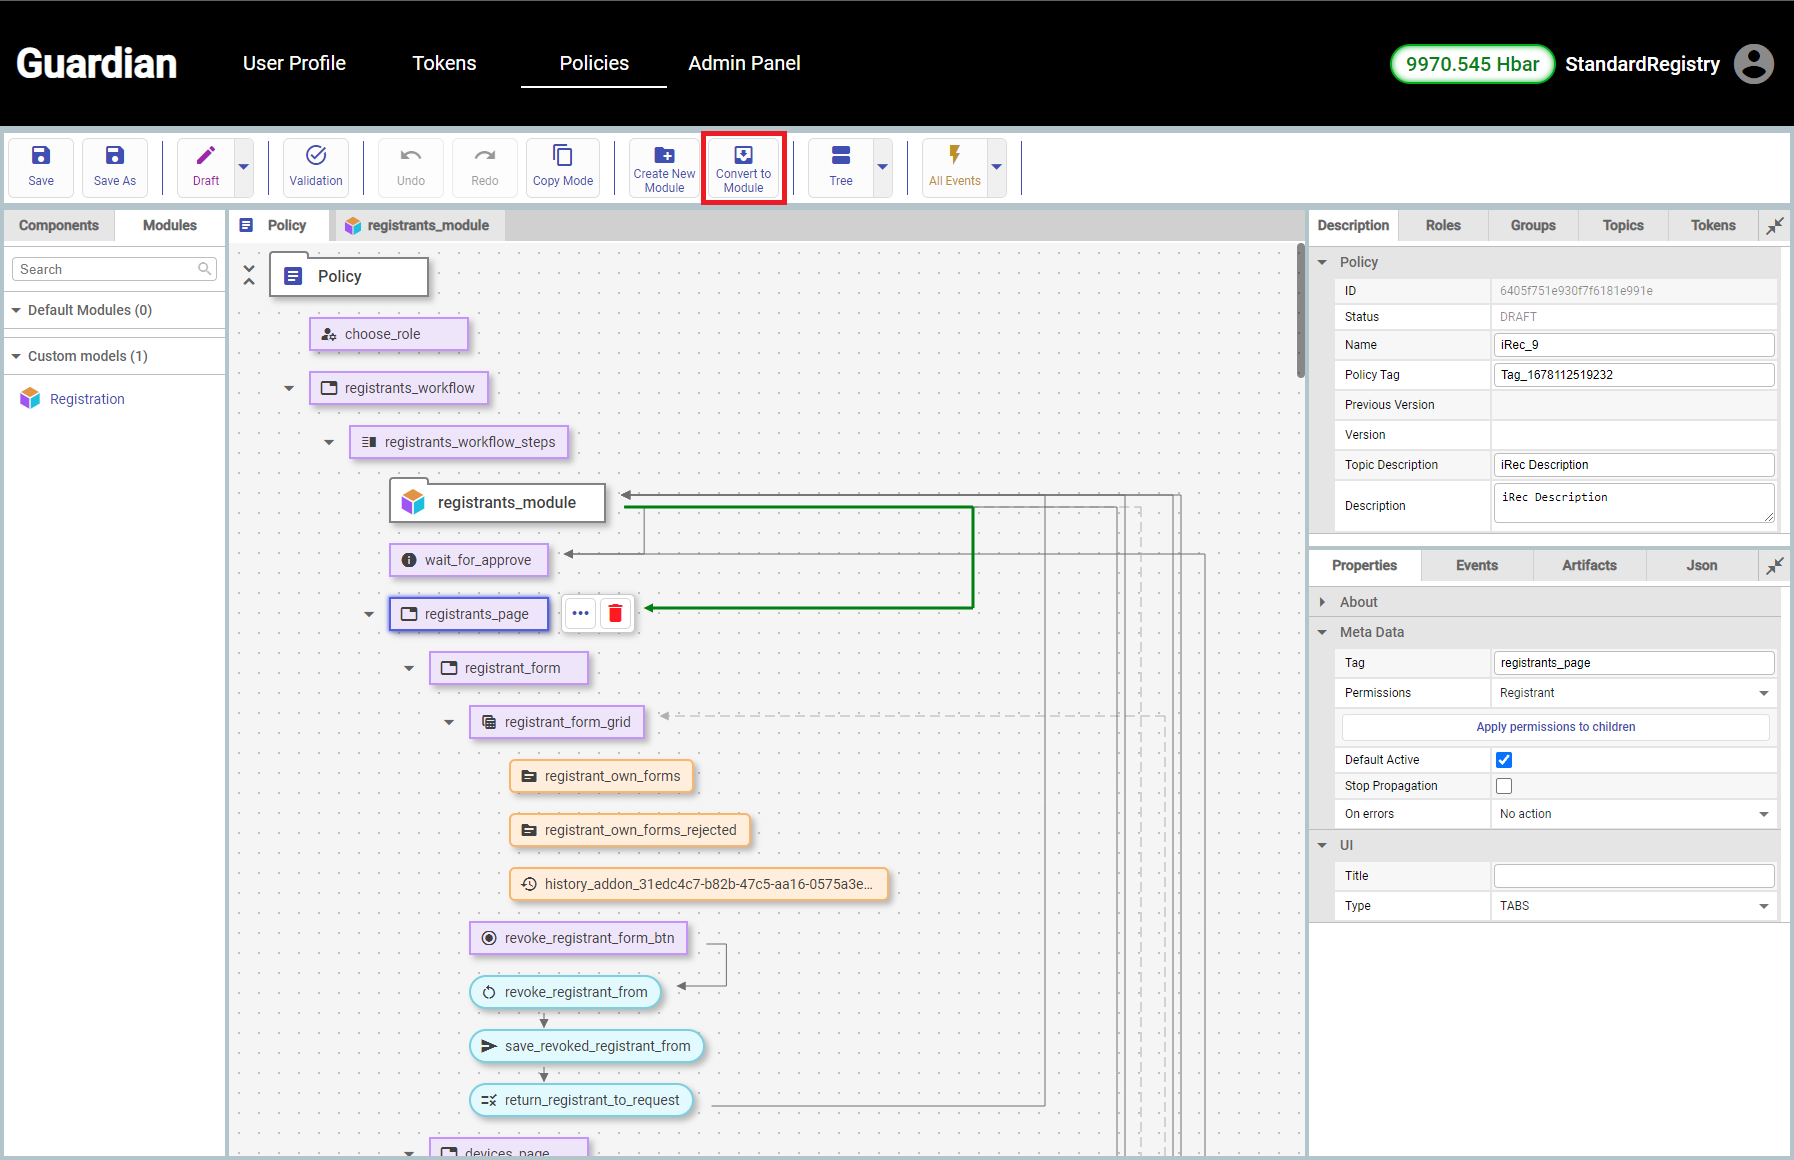 Guardian
User Profile
Tokens
Policies
Admin Panel
9970.545 Hbar
StandardRegistry
Save
Save As
Draft
Validation
Undo
Redo
Copy Mode
Create New
Module
Convert to
Module
Tree
All Events
Components
Modules
Search
Default Modules (0)
Custom models (1)
Registration
Policy
registrants_module
Policy
choose_role
registrants_workflow
registrants_workflow_steps
registrants_module
wait_for_approve
registrants_page
registrant_form
registrant_form_grid
registrant_own_forms
registrant_own_forms_rejected
history_addon_31edc4c7-b82b-47c5-aa16-0575a3e...
revoke_registrant_form_btn
revoke_registrant_from
save_revoked_registrant_from
return_registrant_to_request
devices_page
Description
Roles
Groups
Topics
Tokens
Policy
ID
6405f751e930f7f6181e991e
Status
DRAFT
Name
iRec_9
Policy Tag
Tag_1678112519232
Previous Version
Version
Topic Description
iRec Description
Description
iRec Description
Properties
Events
Artifacts
Json
About
Meta Data
Tag
registrants_page
Permissions
Registrant
Apply permissions to children
Default Active
Stop Propagation
On errors
No action
UI
Title
Type
TABS